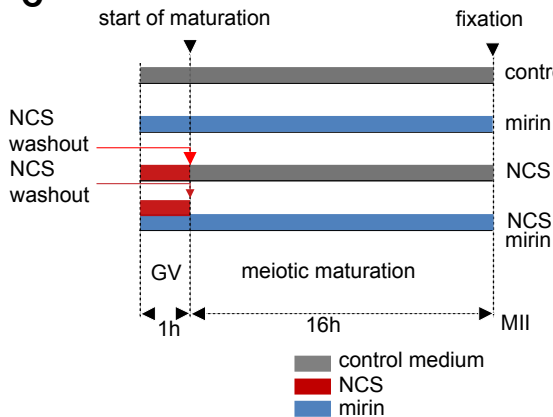 start of maturation
fixation
contr
mirin
NCS
washout
NCS
NCS
washout
NCS
mirin
GV
meiotic maturation
1h
16h
MII
control medium
NCS
mirin